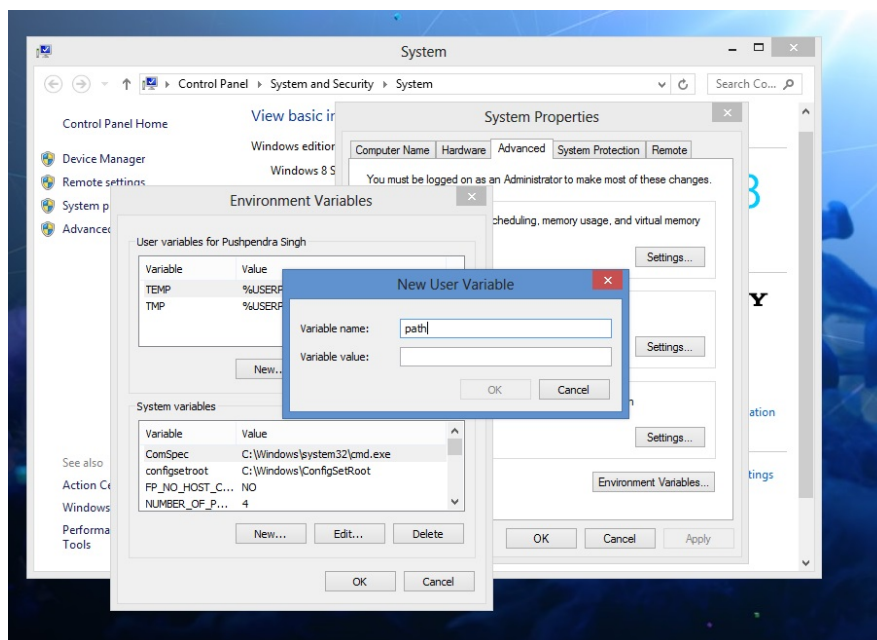 System
Control Panel System and Security System
Search Co...
Control Panel Home
Device Manager
Remote settings
System p
Advanced
See also
Action Ce
Windows
Performa
Tools
View basic in
Windows edition
Windows 8 S
8
Y
ation
tings
System Properties
Computer Name Hardware Advanced System Protection Remote
You must be logged on as an Administrator to make most of these changes.
cheduling, memory usage, and virtual memory
Settings...
Settings...
Settings...
Environment Variables...
OK Cancel Apply
Environment Variables
User variables for Pushpendra Singh
Variable Value
TEMP %USERP
TMP %USERP
New..
System variables
Variable Value
ComSpec C:\Windows\system32\cmd.exe
configsetroot C:\Windows\ConfigSetRoot
FP_NO_HOST_C... NO
NUMBER_OF_P... 4
New... Edit... Delete
OK Cancel
New User Variable
Variable name: path
Variable value:
OK Cancel